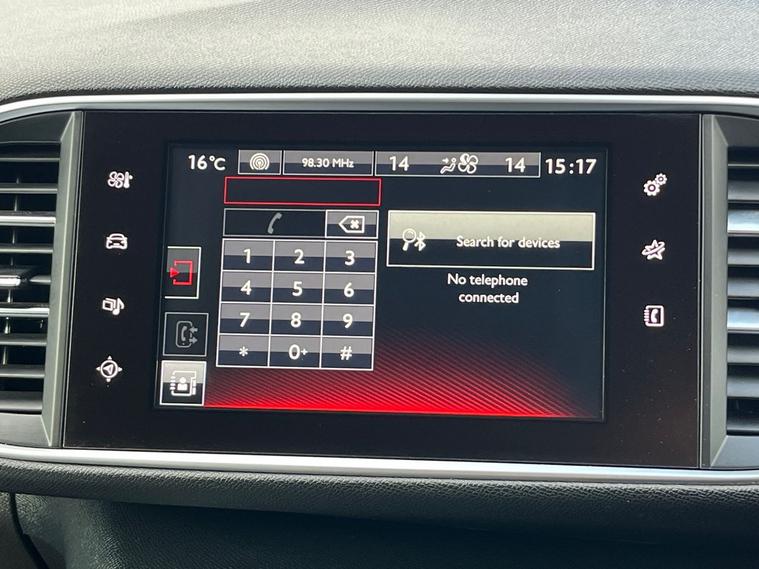 16°C 98.30 MHz 14 14 15:17
Search for devices
No telephone
connected
1 2 3
4 5 6
7 8 9
* 0+ #